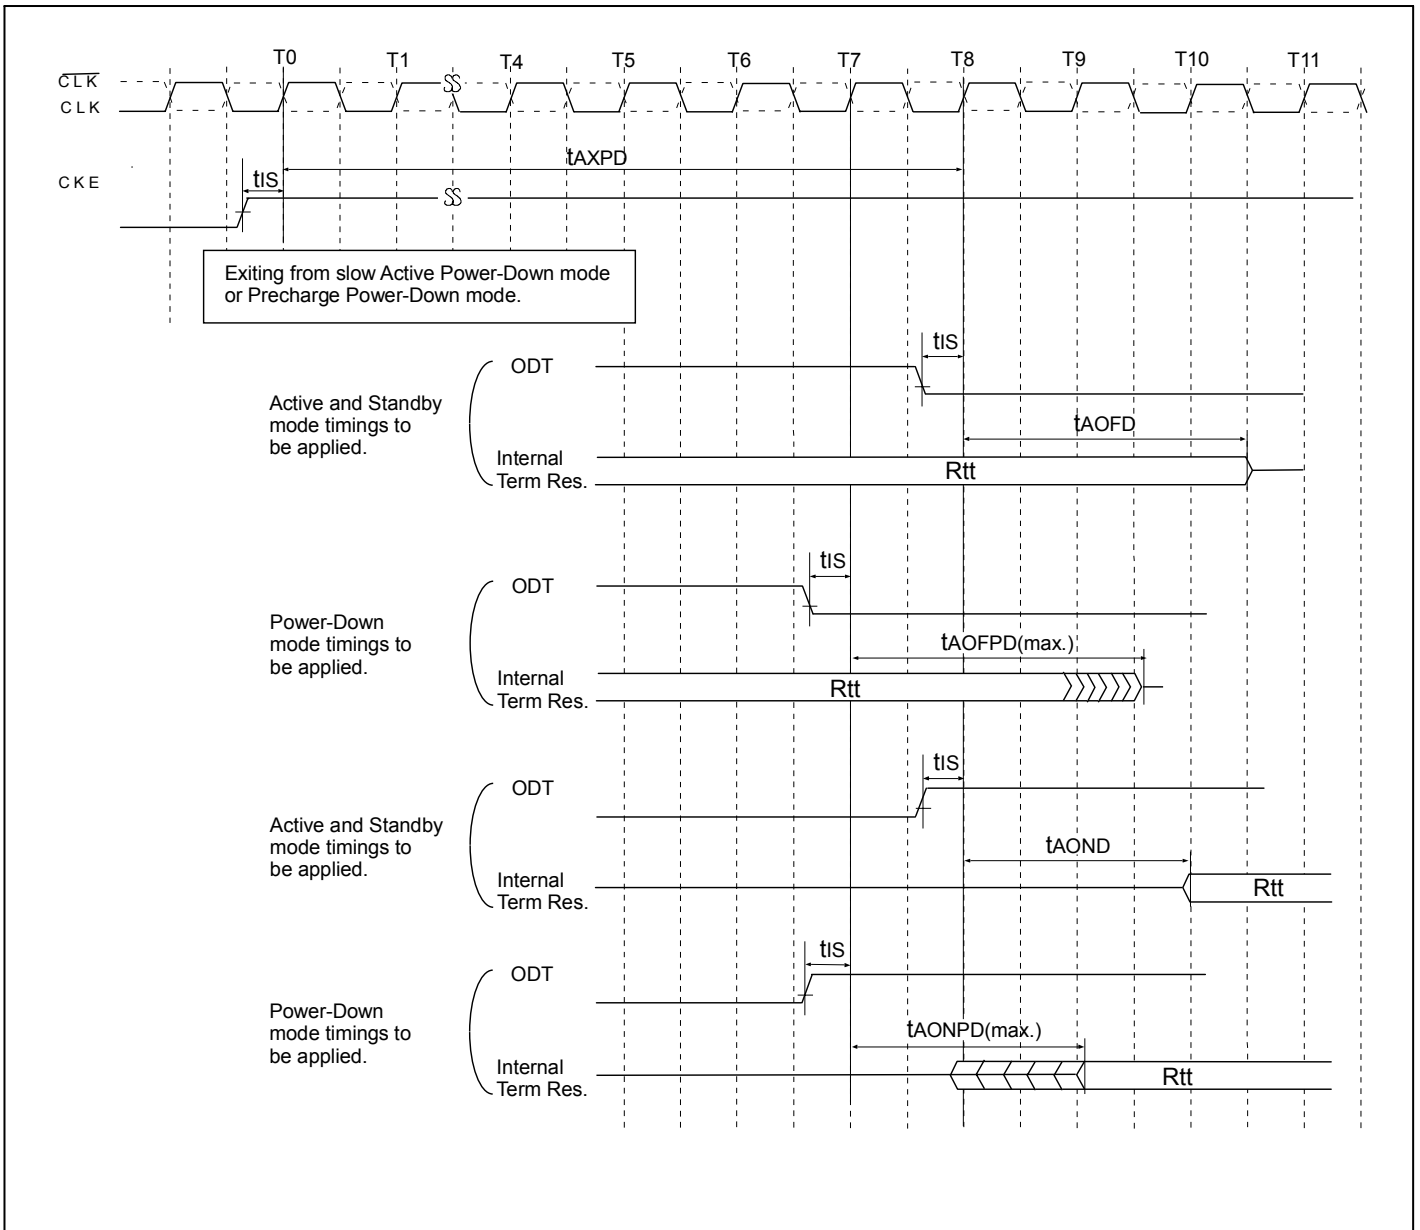 T0 T1 T4 T5 T6 T7 T8 T9 T10 T11
CLK
CLK
tAXPD
CKE
tIS
Exiting from slow Active Power-Down mode
or Precharge Power-Down mode.
tIS
ODT
Active and Standby
mode timings to
be applied.
tAOFD
Internal
Term Res.
Rtt
tIS
ODT
Power-Down
mode timings to
be applied.
tAOFPD(max.)
Internal
Term Res.
Rtt
tIS
ODT
Active and Standby
mode timings to
be applied.
tAOND
Internal
Term Res.
Rtt
tIS
ODT
Power-Down
mode timings to
be applied.
tAONPD(max.)
Internal
Term Res.
Rtt